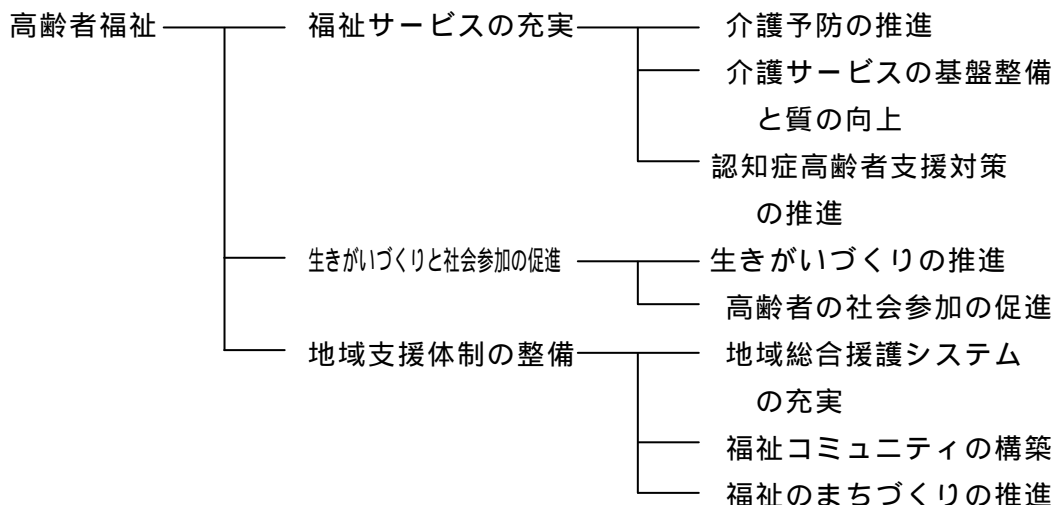 高齢者福祉 福祉サービスの充実 介護予防の推進
介護サービスの基盤整備
と質の向上
認知症高齢者支援対策
の推進
生きがいづくりと社会参加の促進 生きがいづくりの推進
高齢者の社会参加の促進
地域支援体制の整備 地域総合援護システム
の充実
福祉コミュニティの構築
福祉のまちづくりの推進